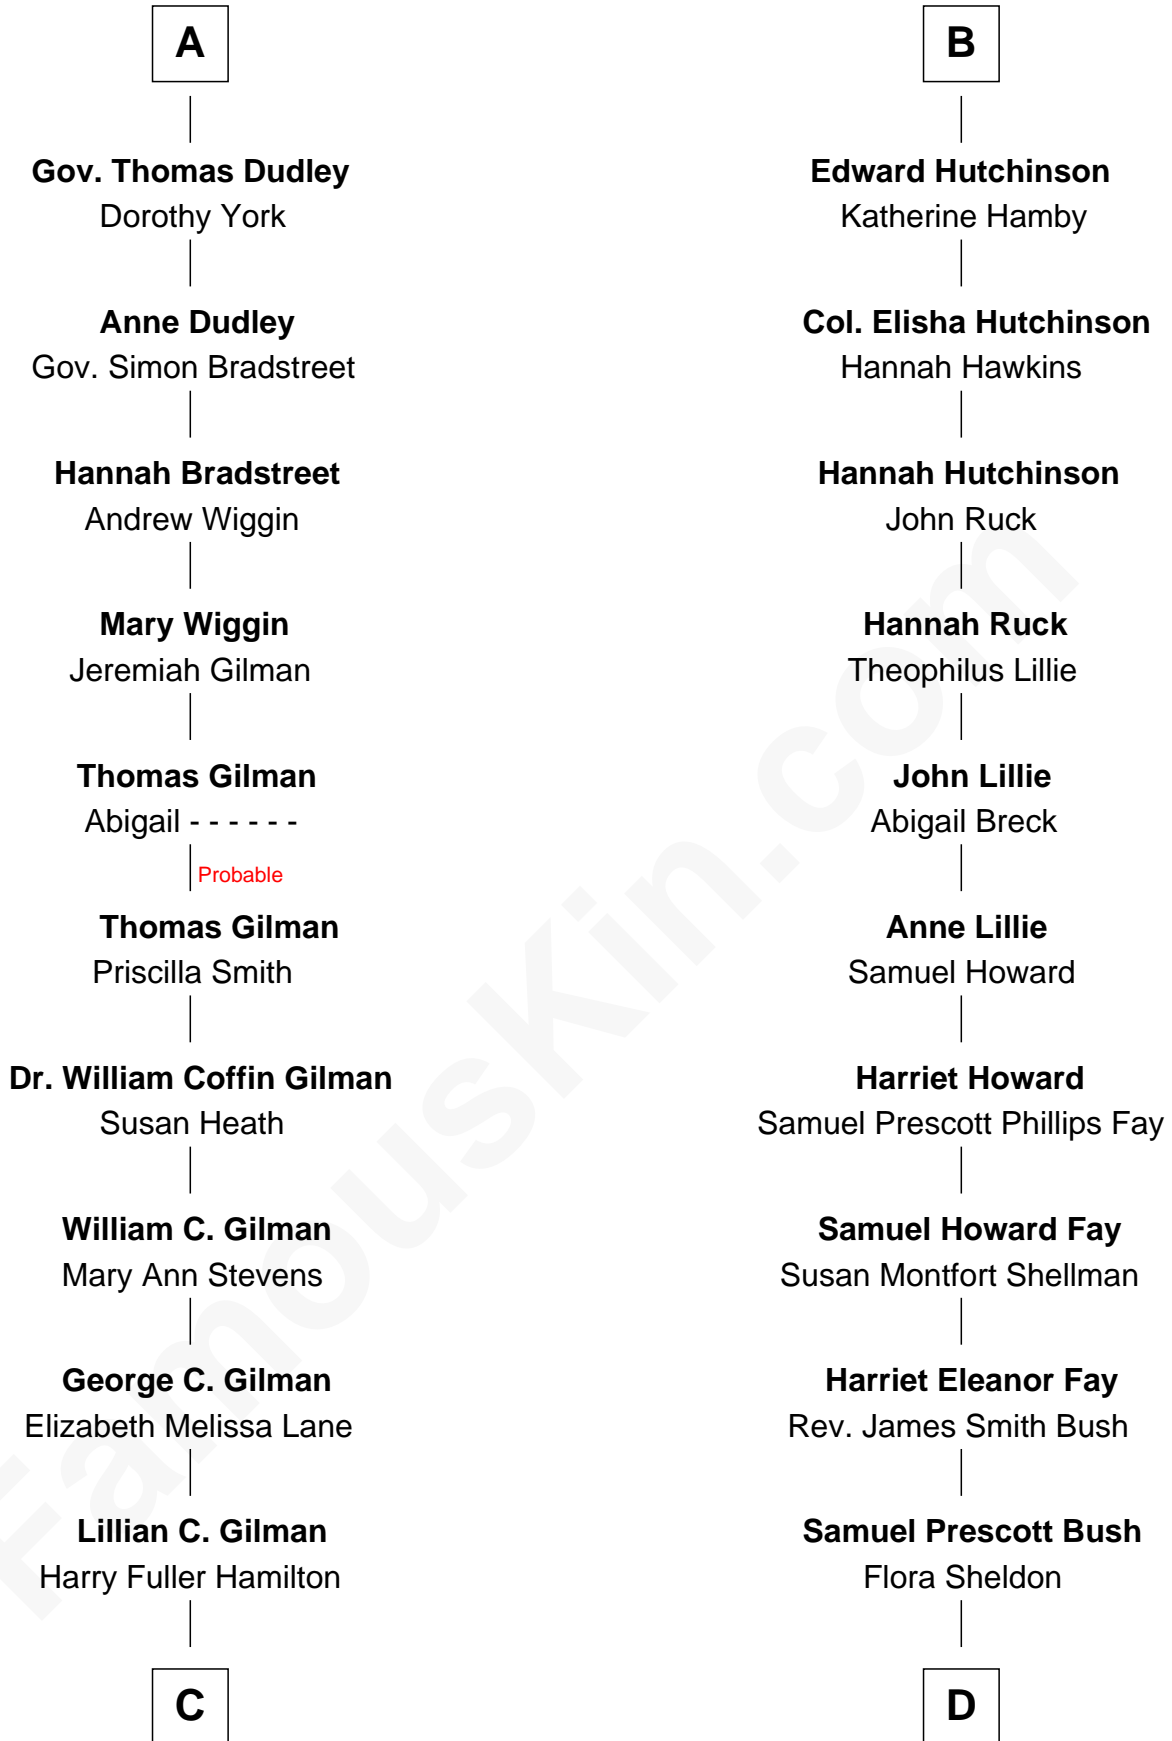 A
Gov. Thomas Dudley
Dorothy York
Anne Dudley
Gov. Simon Bradstreet
Hannah Bradstreet
Andrew Wiggin
Mary Wiggin
Jeremiah Gilman
Thomas Gilman
Abigail - - - - - -
Probable
Thomas Gilman
Priscilla Smith
Dr. William Coffin Gilman
Susan Heath
William C. Gilman
Mary Ann Stevens
George C. Gilman
Elizabeth Melissa Lane
Lillian C. Gilman
Harry Fuller Hamilton
C
B
Edward Hutchinson
Katherine Hamby
Col. Elisha Hutchinson
Hannah Hawkins
Hannah Hutchinson
John Ruck
Hannah Ruck
Theophilus Lillie
John Lillie
Abigail Breck
Anne Lillie
Samuel Howard
Harriet Howard
Samuel Prescott Phillips Fay
Samuel Howard Fay
Susan Montfort Shellman
Harriet Eleanor Fay
Rev. James Smith Bush
Samuel Prescott Bush
Flora Sheldon
D
FamousKin.com